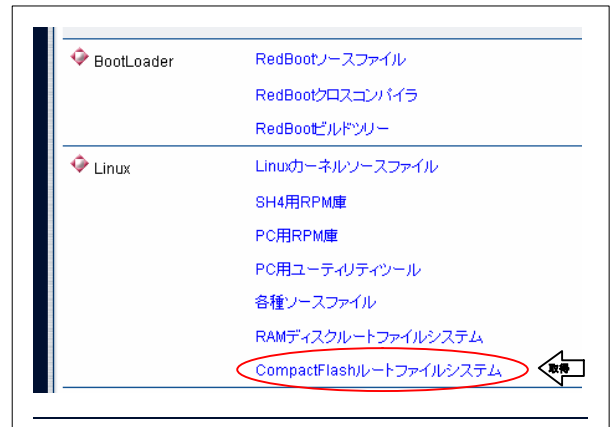 BootLoader RedBootソースファイル
RedBootクロスコンパイラ
RedBootビルドツリー
Linux Linuxカーネルソースファイル
SH4用RPM庫
PC用RPM庫
PC用ユーティリティツール
各種ソースファイル
RAMディスクルートファイルシステム
CompactFlashルートファイルシステム 取得